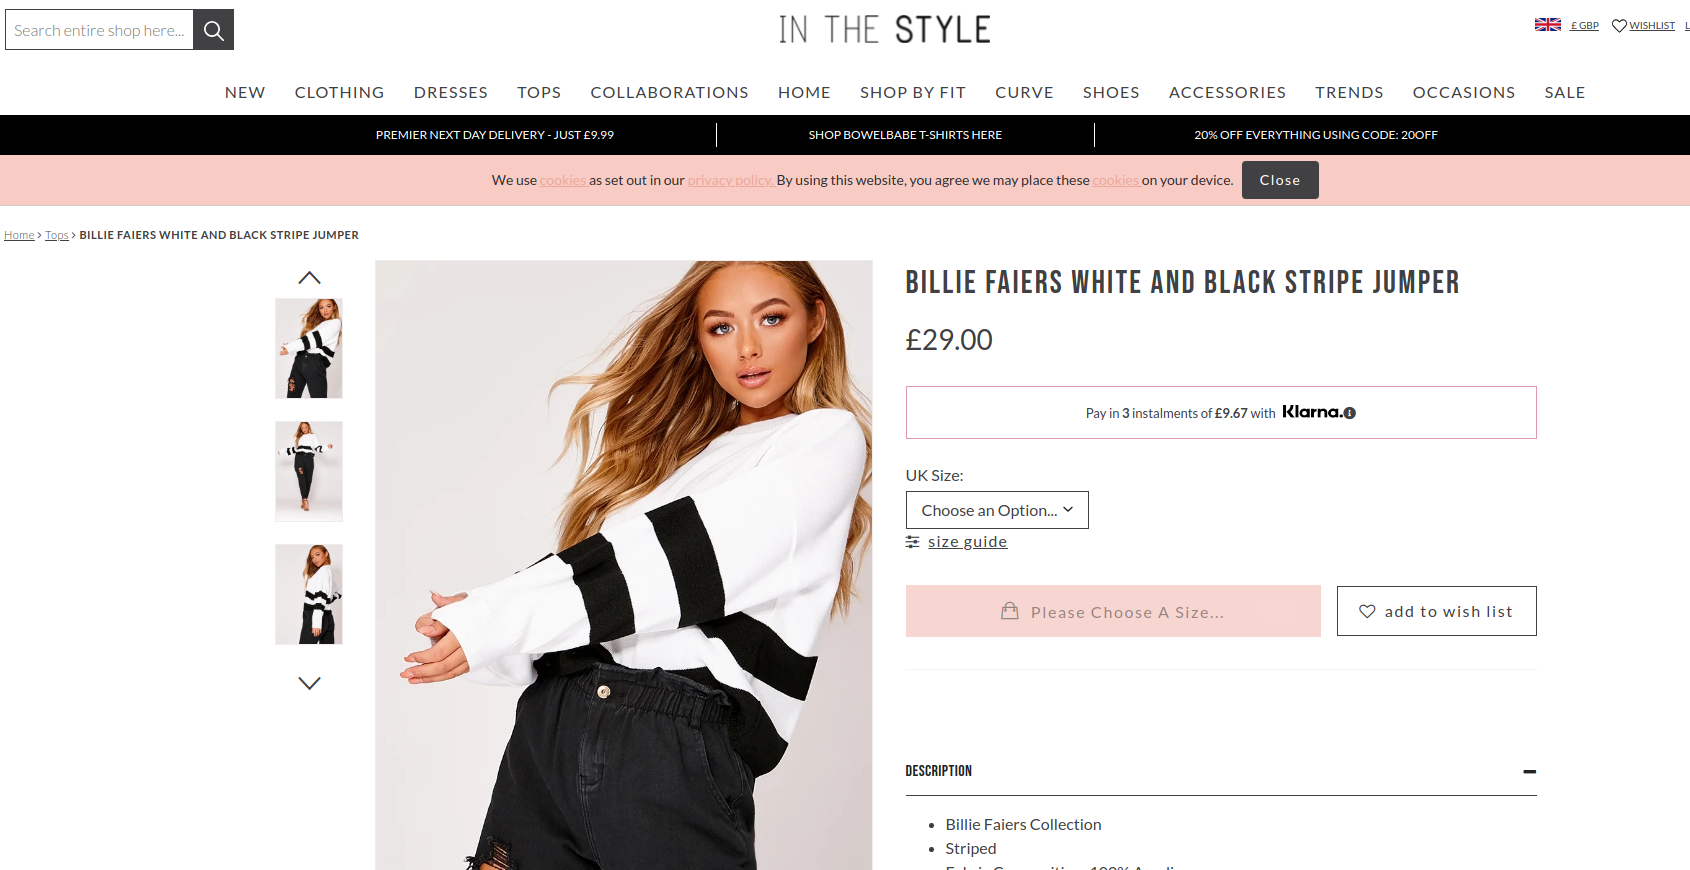 Search entire shop here...
IN THE STYLE
£ GBP
WISHLIST
NEW CLOTHING DRESSES TOPS COLLABORATIONS HOME SHOP BY FIT CURVE SHOES ACCESSORIES TRENDS OCCASIONS SALE
PREMIER NEXT DAY DELIVERY - JUST £9.99
SHOP BOWELBABE T-SHIRTS HERE
20% OFF EVERYTHING USING CODE: 20OFF
We use cookies as set out in our privacy policy. By using this website, you agree we may place these cookies on your device. Close
Home > Tops > BILLIE FAIERS WHITE AND BLACK STRIPE JUMPER
BILLIE FAIERS WHITE AND BLACK STRIPE JUMPER
£29.00
Pay in 3 instalments of £9.67 with Klarna.
UK Size:
Choose an Option...
size guide
Please Choose A Size...
add to wish list
DESCRIPTION
• Billie Faiers Collection
• Striped